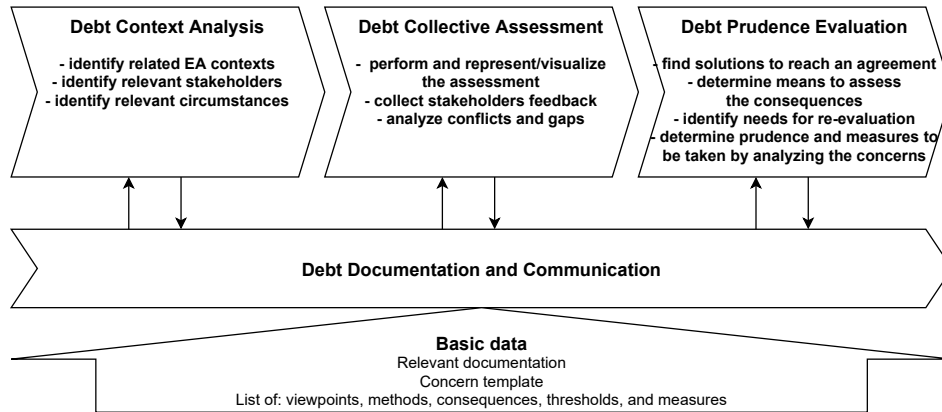 Debt Context Analysis
- identify related EA contexts
- identify relevant stakeholders
- identify relevant circumstances
Debt Collective Assessment
- perform and represent/visualize
the assessment
- collect stakeholders feedback
- analyze conflicts and gaps
Debt Prudence Evaluation
- find solutions to reach an agreement
- determine means to assess
the consequences
- identify needs for re-evaluation
- determine prudence and measures to
be taken by analyzing the concerns
Debt Documentation and Communication
Basic data
Relevant documentation
Concern template
List of: viewpoints, methods, consequences, thresholds, and measures